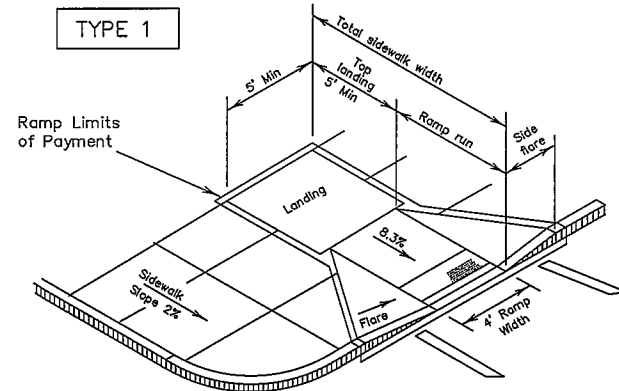 TYPE 1
Total sidewalk width
5' Min
Top
landing
5' Min
Ramp run
Side
flare
Ramp Limits
of Payment
Landing
8.3%
Sidewalk
Slope 2%
Flare
4' Ramp
Width